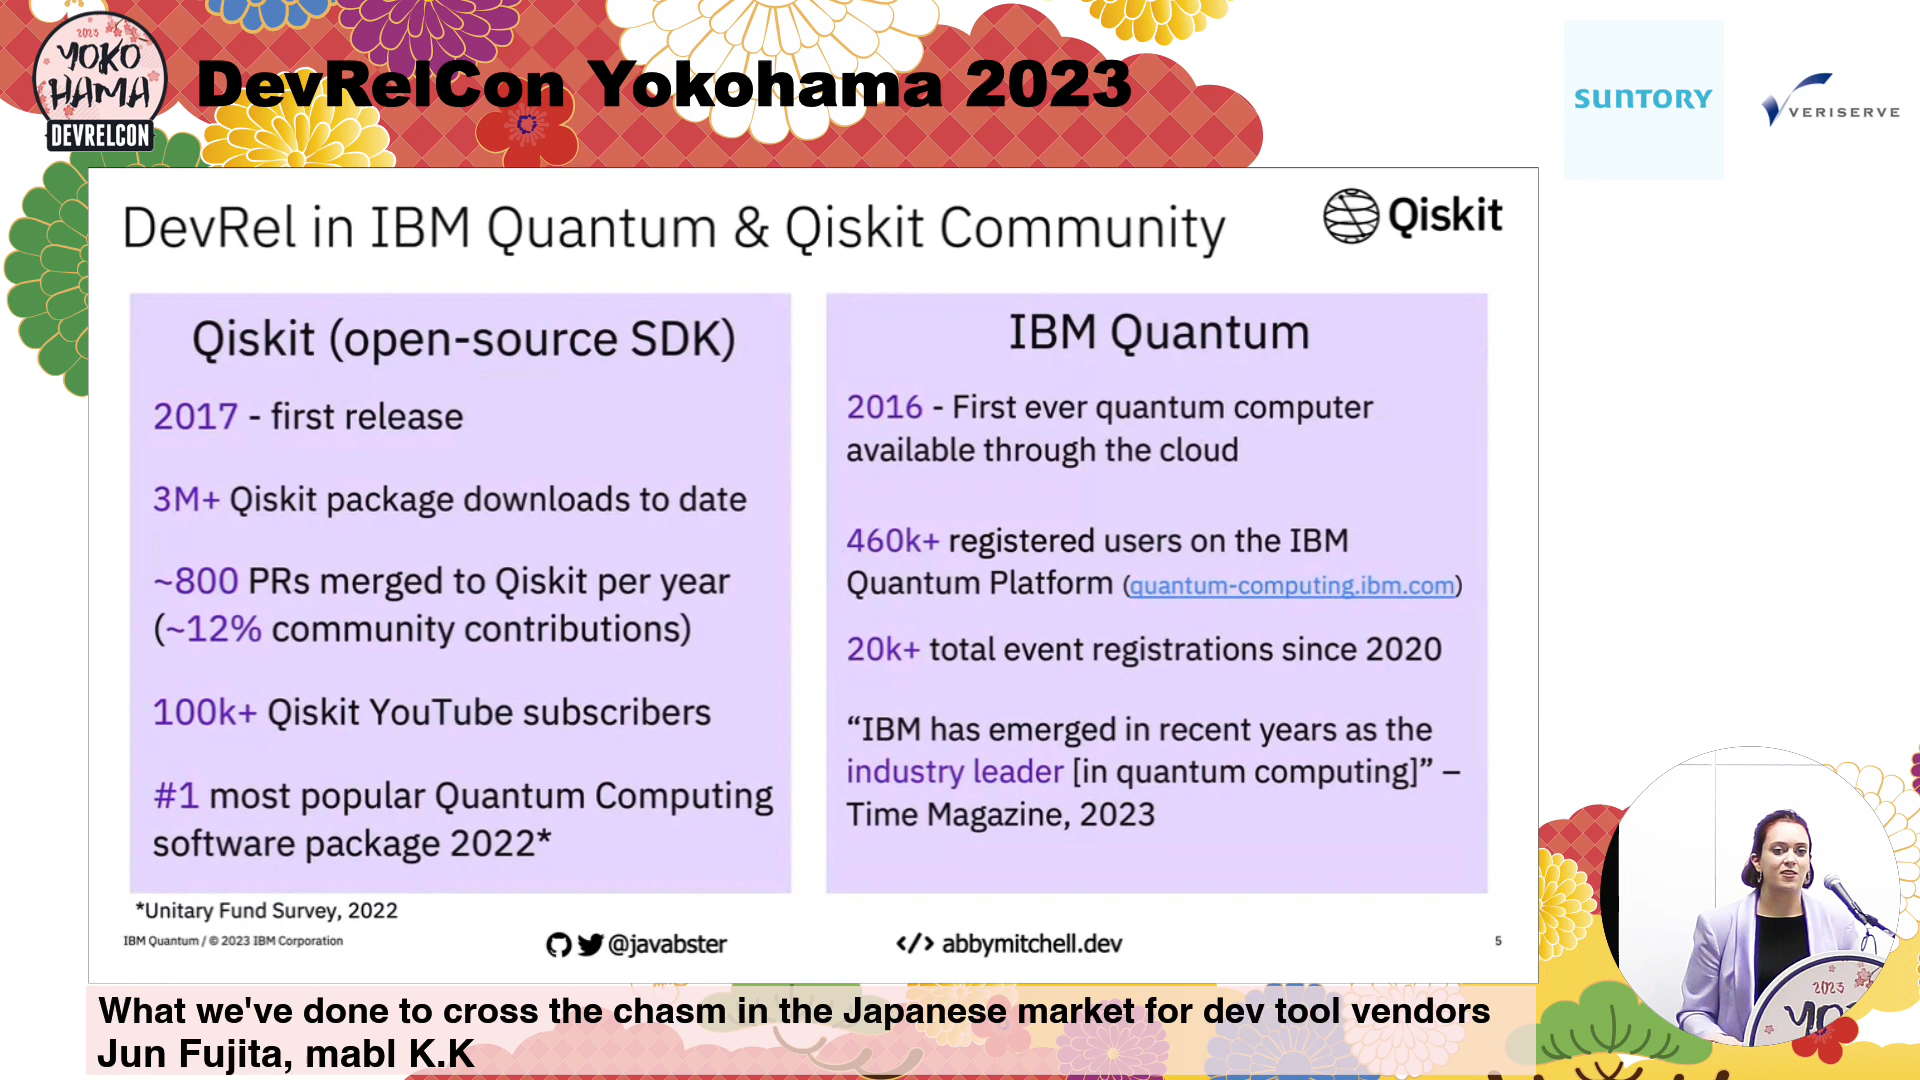 2023
YOKO
HAMA
DEVRELCON
DevRelCon Yokohama 2023
SUNTORY
VERISERVE
DevRel in IBM Quantum & Qiskit Community
Qiskit
Qiskit (open-source SDK)
2017 - first release
3M+ Qiskit package downloads to date
~800 PRs merged to Qiskit per year
(~12% community contributions)
100k+ Qiskit YouTube subscribers
#1 most popular Quantum Computing
software package 2022*
IBM Quantum
2016 - First ever quantum computer
available through the cloud
460k+ registered users on the IBM
Quantum Platform (quantum-computing.ibm.com)
20k+ total event registrations since 2020
“IBM has emerged in recent years as the
industry leader [in quantum computing]” –
Time Magazine, 2023
*Unitary Fund Survey, 2022
IBM Quantum / © 2023 IBM Corporation
@javabster
</> abbymitchell.dev
5
2023
YO
What we've done to cross the chasm in the Japanese market for dev tool vendors
Jun Fujita, mabl K.K